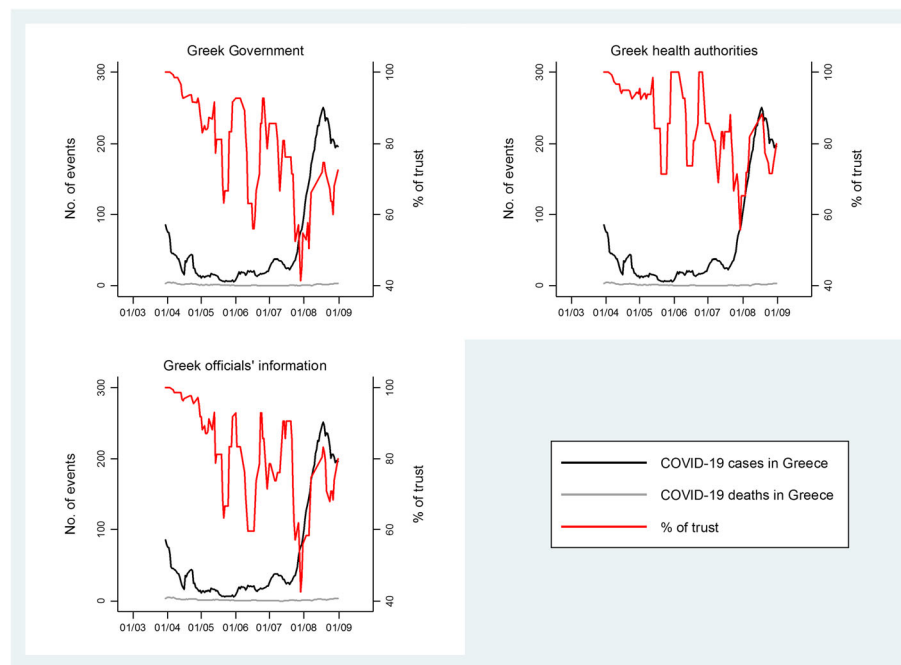 Greek Government
300
200
100
0
No. of events
100
80
60
40
% of trust
01/03 01/04 01/05 01/06 01/07 01/08 01/09
Greek health authorities
300
200
100
0
No. of events
100
80
60
40
% of trust
01/03 01/04 01/05 01/06 01/07 01/08 01/09
Greek officials' information
300
200
100
0
No. of events
100
80
60
40
% of trust
01/03 01/04 01/05 01/06 01/07 01/08 01/09
COVID-19 cases in Greece
COVID-19 deaths in Greece
% of trust